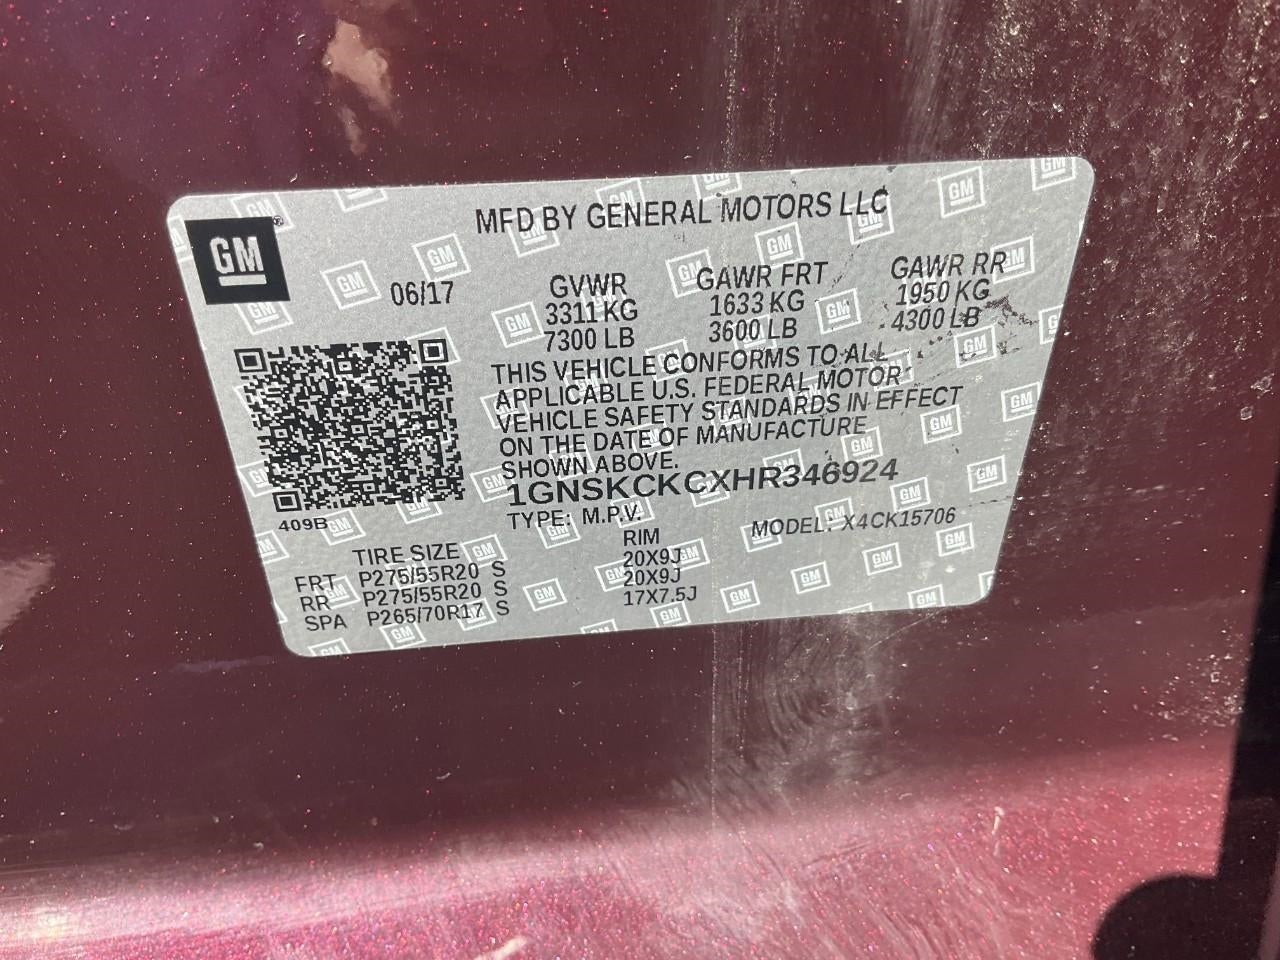 MFD BY GENERAL MOTORS LLC
GM®
06/17
GVWR GAWR FRT GAWR RR
3311 KG 1633 KG 1950 KG
7300 LB 3600 LB 4300 LB
THIS VEHICLE CONFORMS TO ALL
APPLICABLE U.S. FEDERAL MOTOR
VEHICLE SAFETY STANDARDS IN EFFECT
ON THE DATE OF MANUFACTURE
SHOWN ABOVE.
1GNSKCKCXHR346924
409B
TYPE: M.P.V. MODEL: X4CK15706
TIRE SIZE RIM
FRT P275/55R20 S 20X9J
RR P275/55R20 S 20X9J
SPA P265/70R17 S 17X7.5J